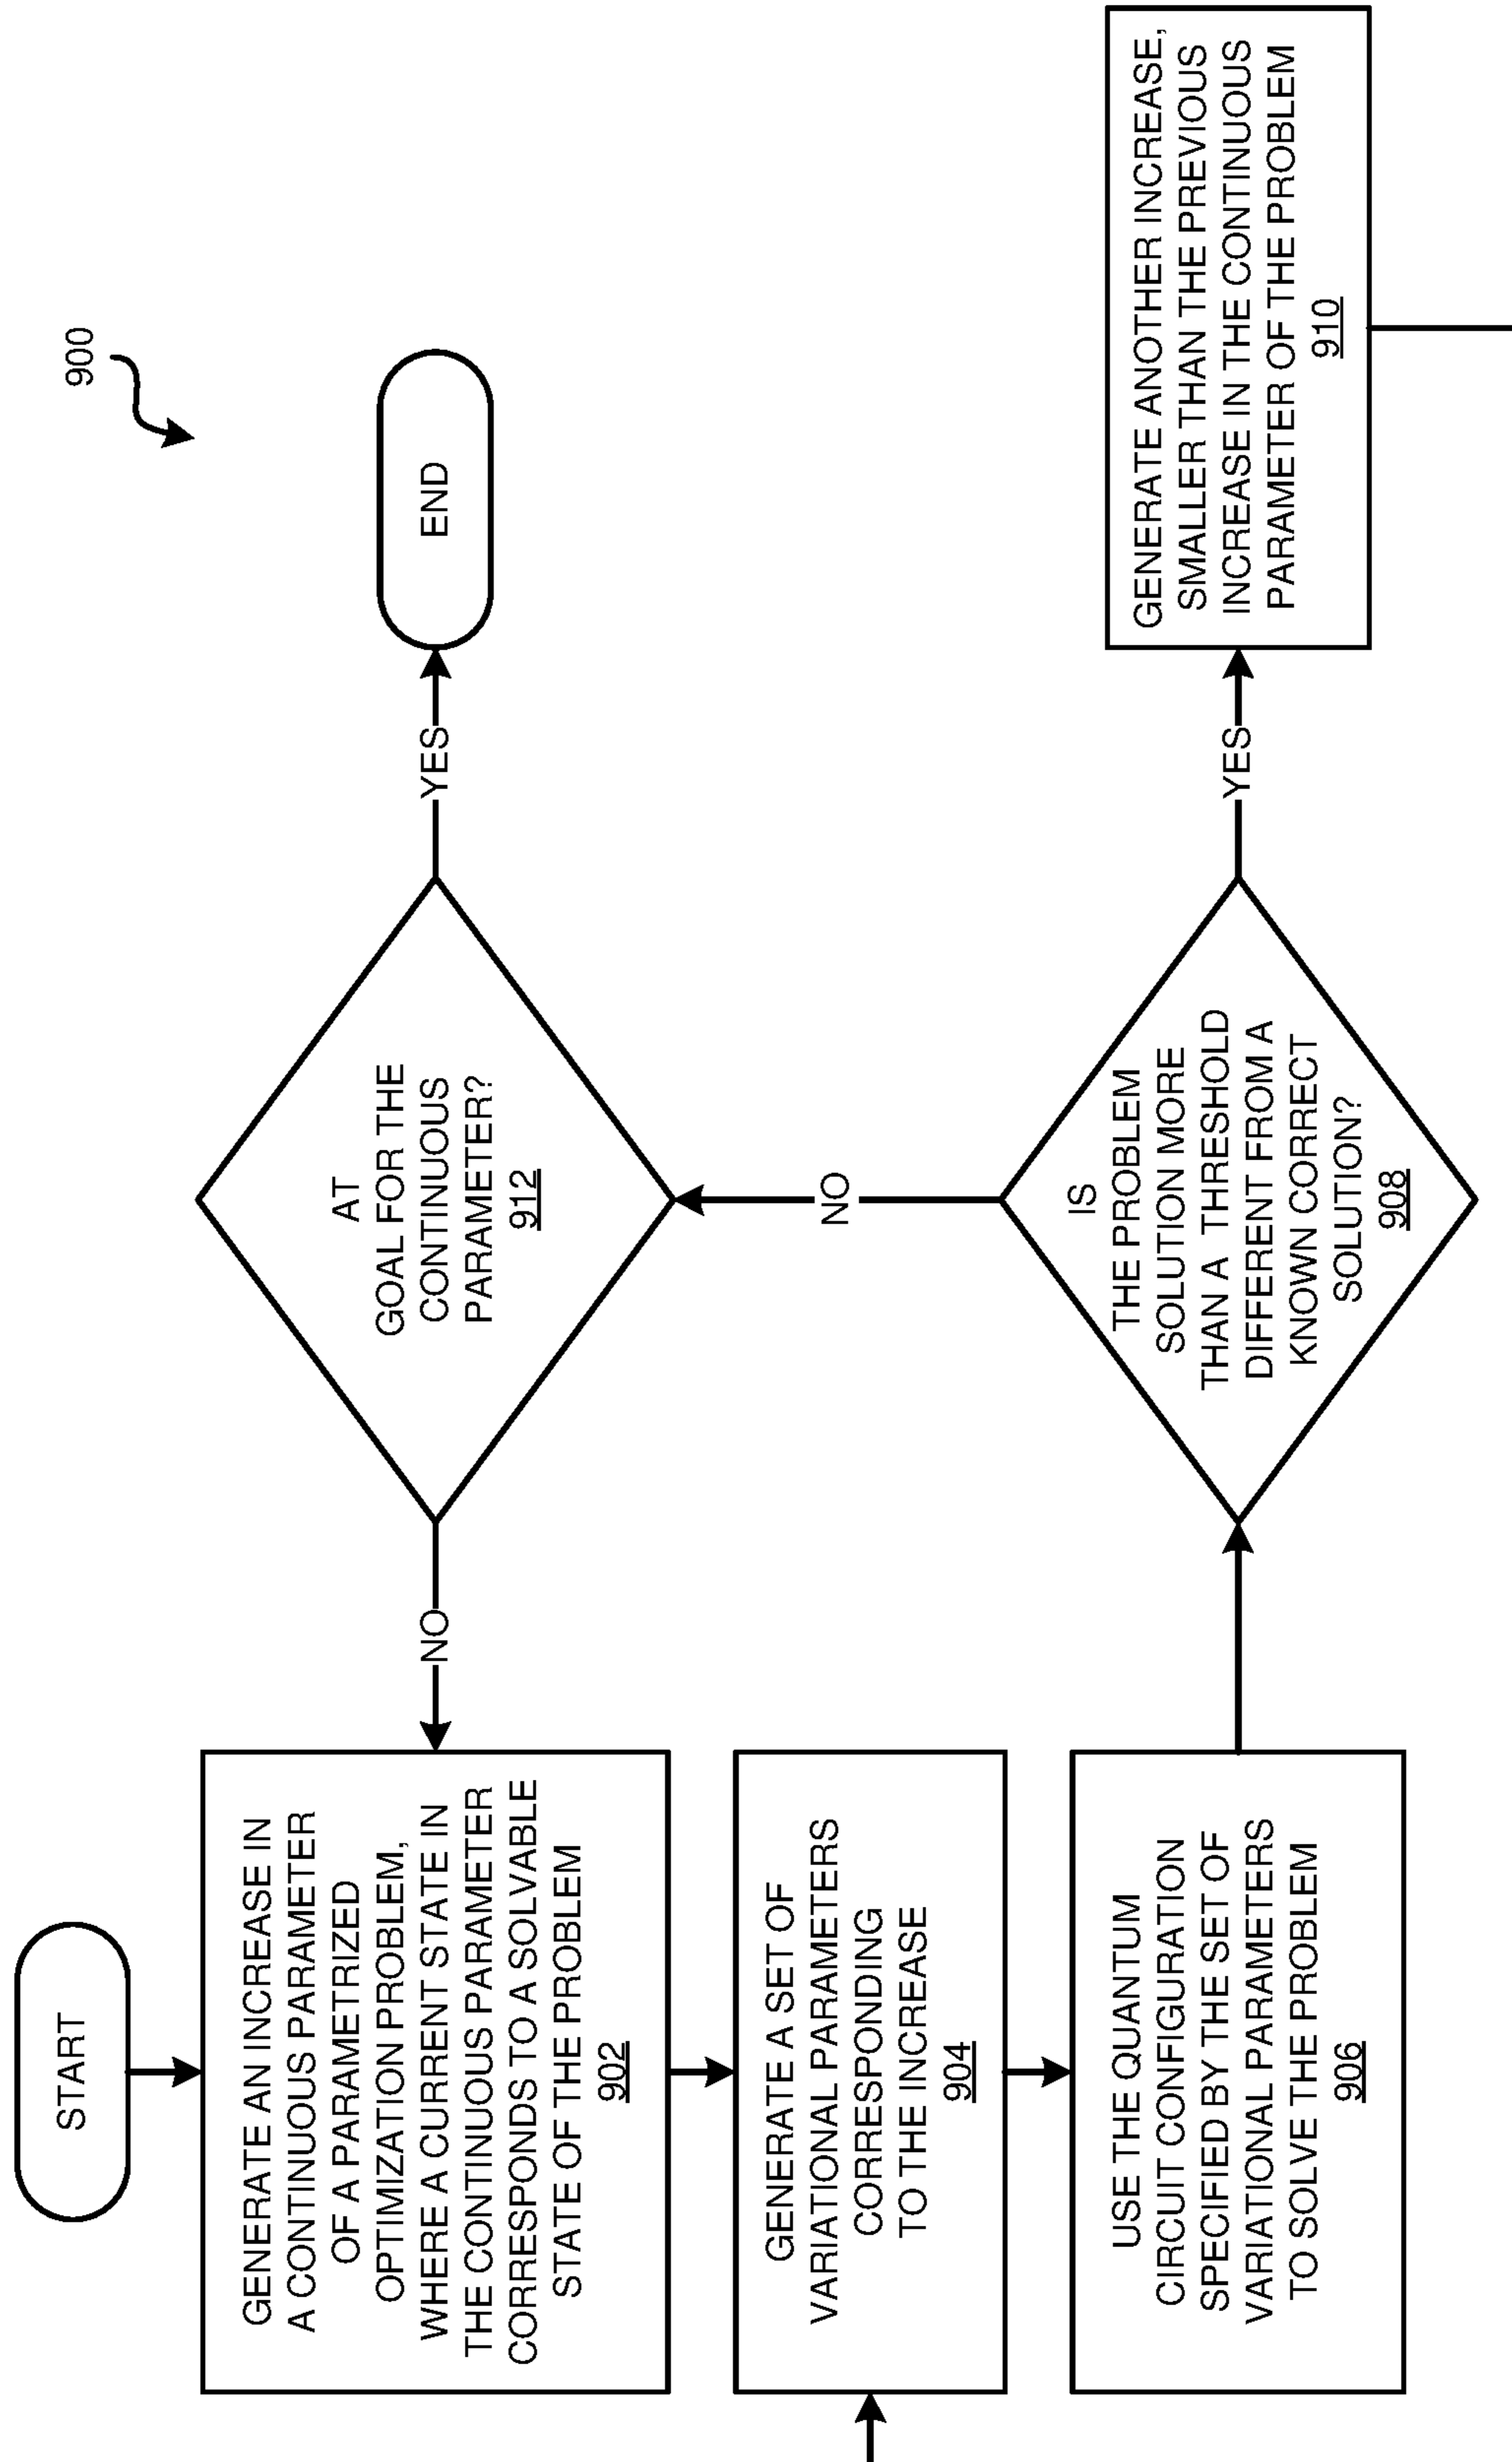 900
START
GENERATE AN INCREASE IN
A CONTINUOUS PARAMETER
OF A PARAMETRIZED
OPTIMIZATION PROBLEM,
WHERE A CURRENT STATE IN
THE CONTINUOUS PARAMETER
CORRESPONDS TO A SOLVABLE
STATE OF THE PROBLEM
902
NO
AT
GOAL FOR THE
CONTINUOUS
PARAMETER?
912
YES
END
GENERATE A SET OF
VARIATIONAL PARAMETERS
CORRESPONDING
TO THE INCREASE
904
NO
USE THE QUANTUM
CIRCUIT CONFIGURATION
SPECIFIED BY THE SET OF
VARIATIONAL PARAMETERS
TO SOLVE THE PROBLEM
906
IS
THE PROBLEM
SOLUTION MORE
THAN A THRESHOLD
DIFFERENT FROM A
KNOWN CORRECT
SOLUTION?
908
YES
GENERATE ANOTHER INCREASE,
SMALLER THAN THE PREVIOUS
INCREASE IN THE CONTINUOUS
PARAMETER OF THE PROBLEM
910